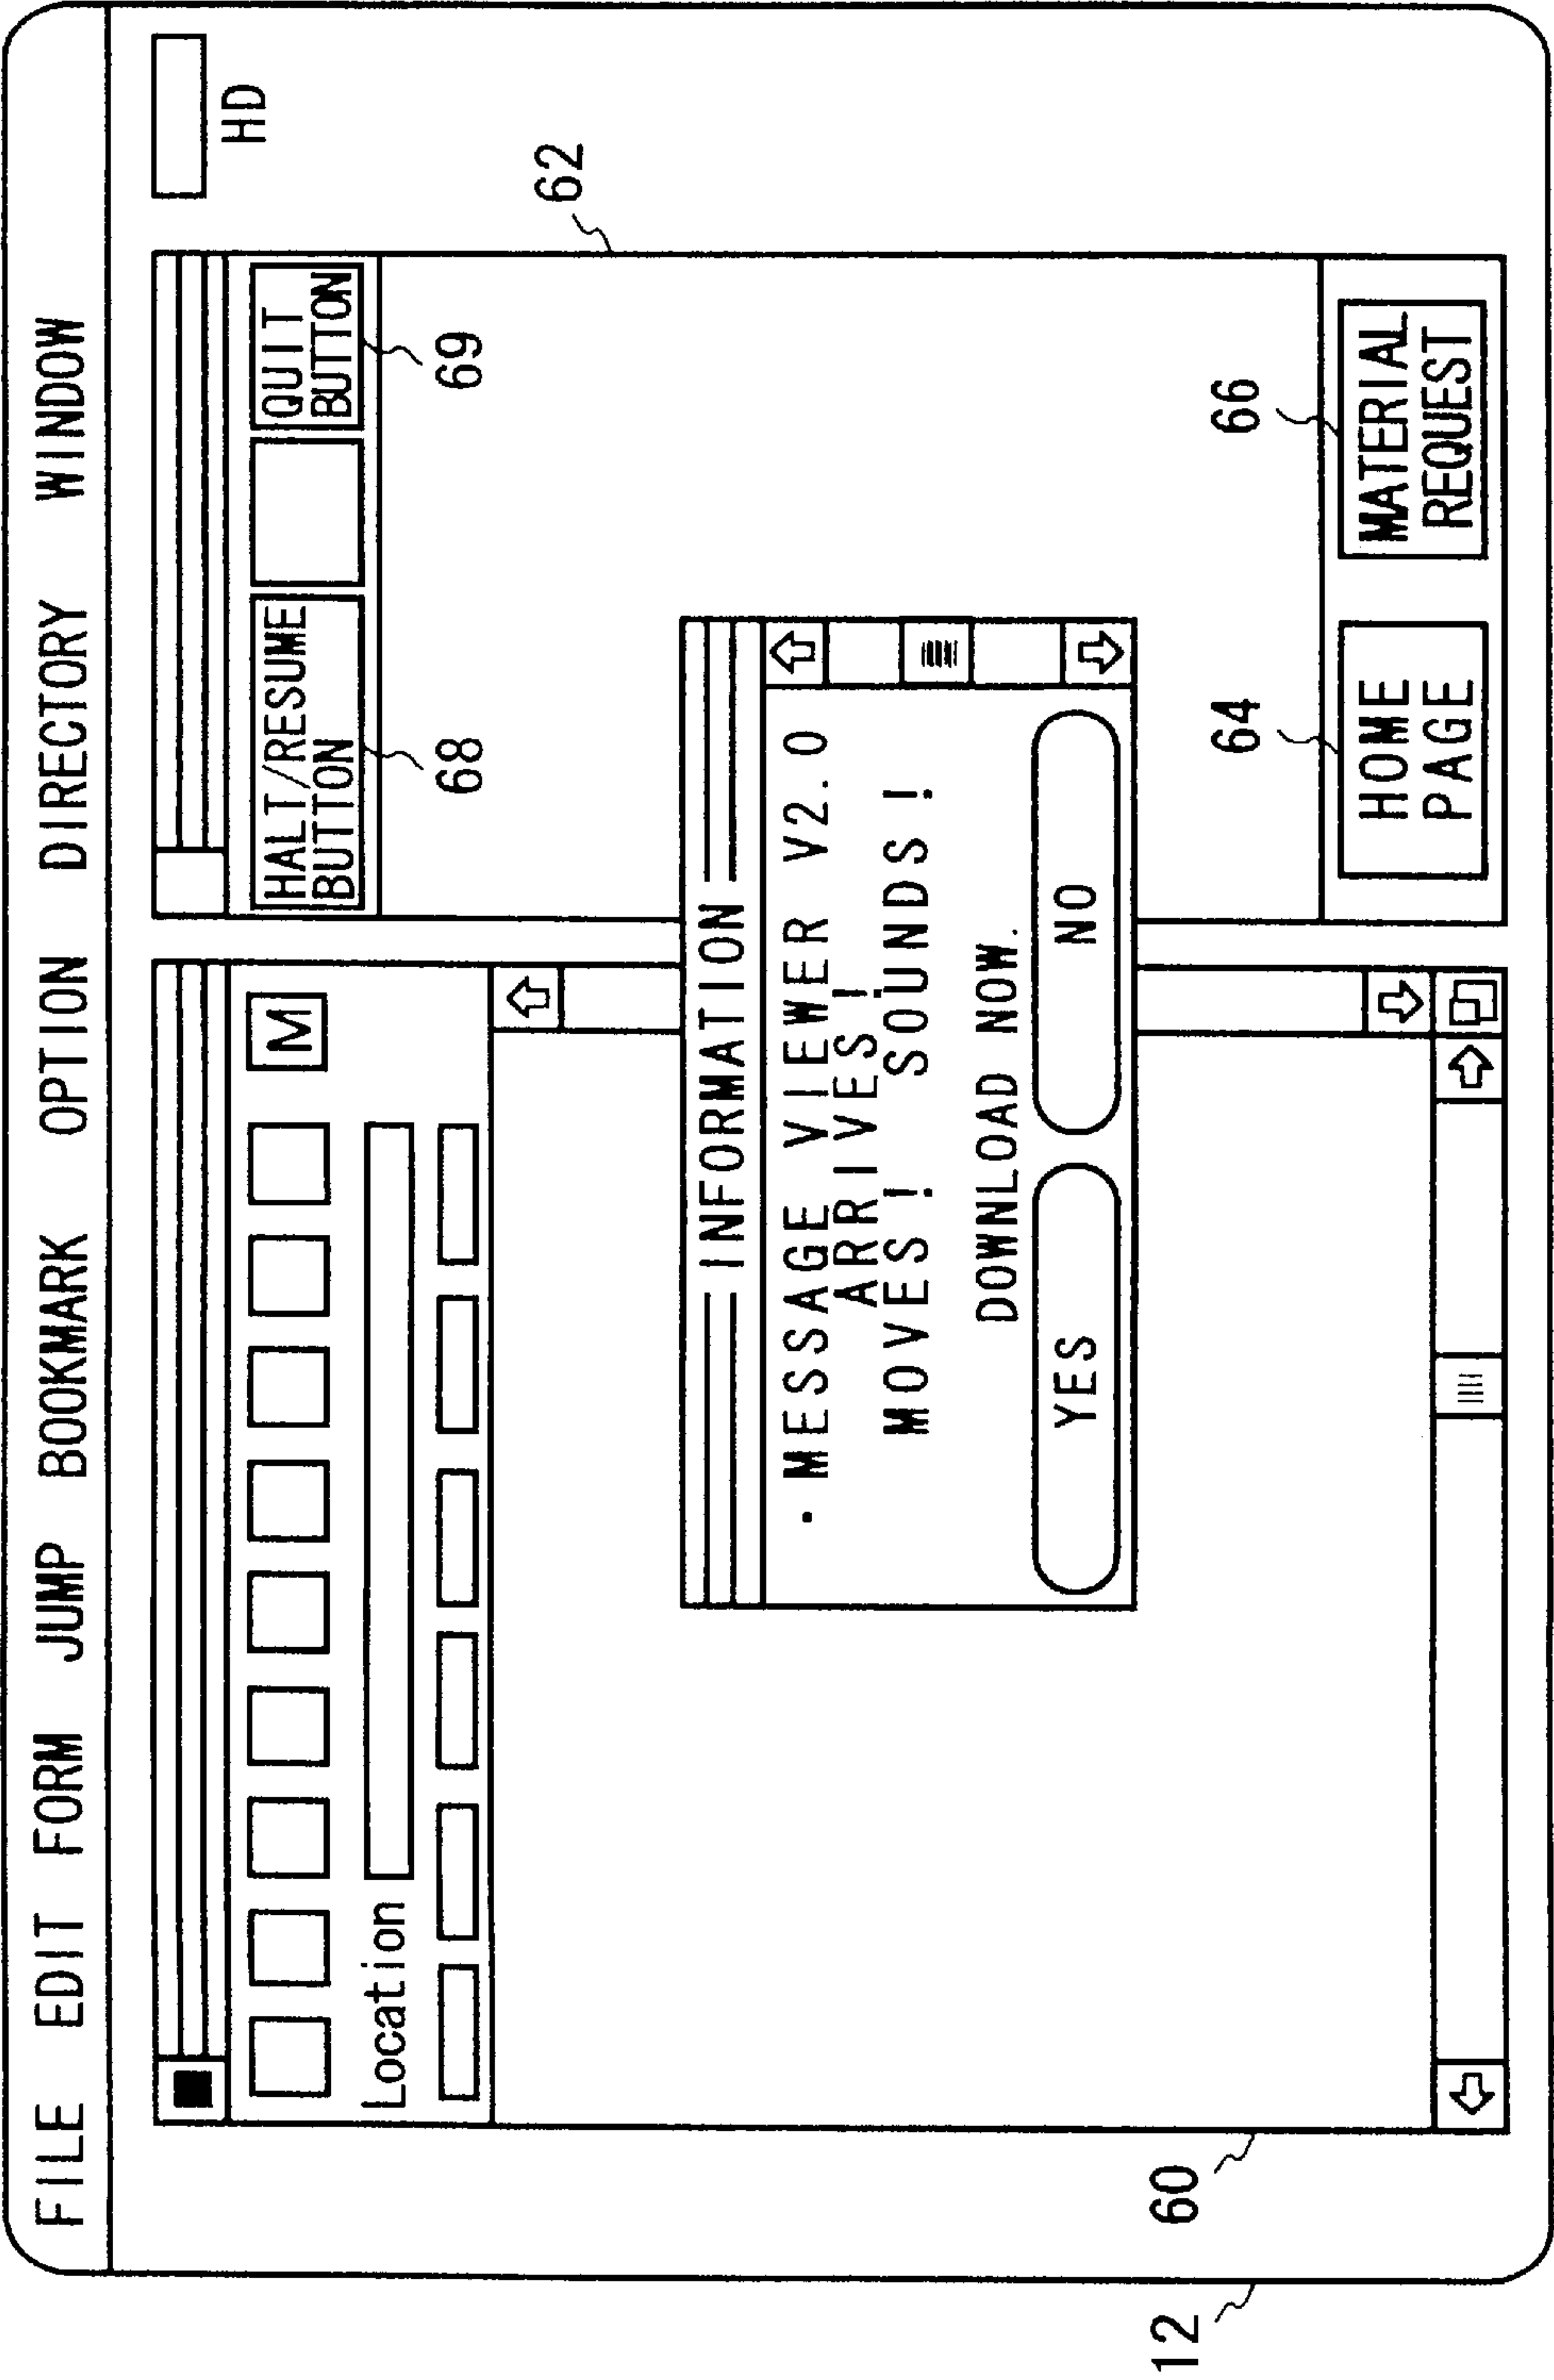 FILE EDIT FORM JUMP BOOKMARK OPTION DIRECTORY WINDOW
HD
M
Location
HALT/RESUME
BUTTON
QUIT
BUTTON
68
69
62
INFORMATION
· MESSAGE VIEWER V2.0
ARRIVES!
MOVES! SOUNDS!
DOWNLOAD NOW.
YES
NO
64
66
HOME
PAGE
MATERIAL
REQUEST
60
12